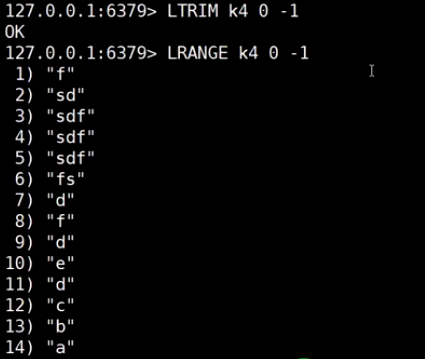 127.0.0.1:6379> LTRIM k4 0 -1
OK
127.0.0.1:6379> LRANGE k4 0 -1
 1) "f"
 2) "sd"
 3) "sdf"
 4) "sdf"
 5) "sdf"
 6) "fs"
 7) "d"
 8) "f"
 9) "d"
10) "e"
11) "d"
12) "c"
13) "b"
14) "a"